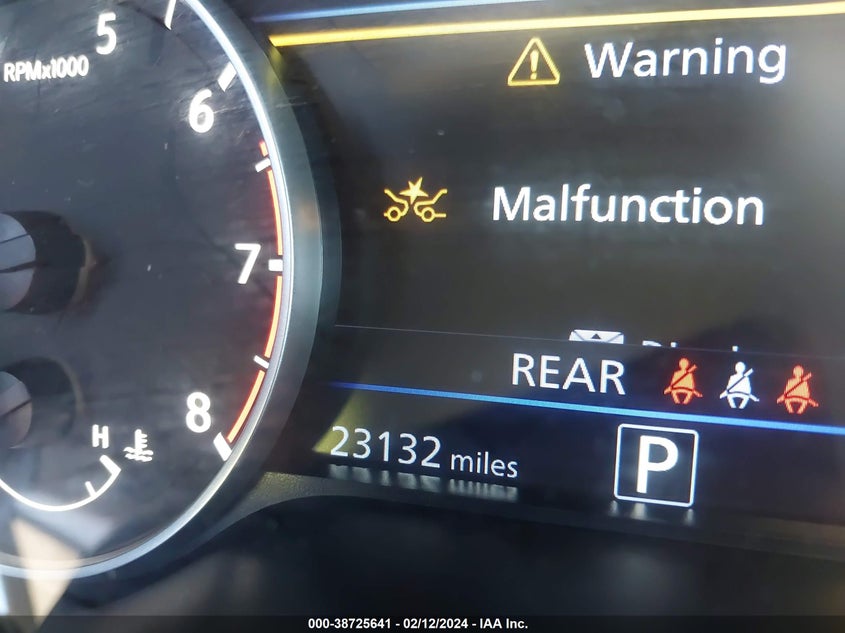 5
RPMx1000
6
7
8
H
Warning
Malfunction
REAR
23132 miles
P
000-38725641 - 02/12/2024 - IAA Inc.